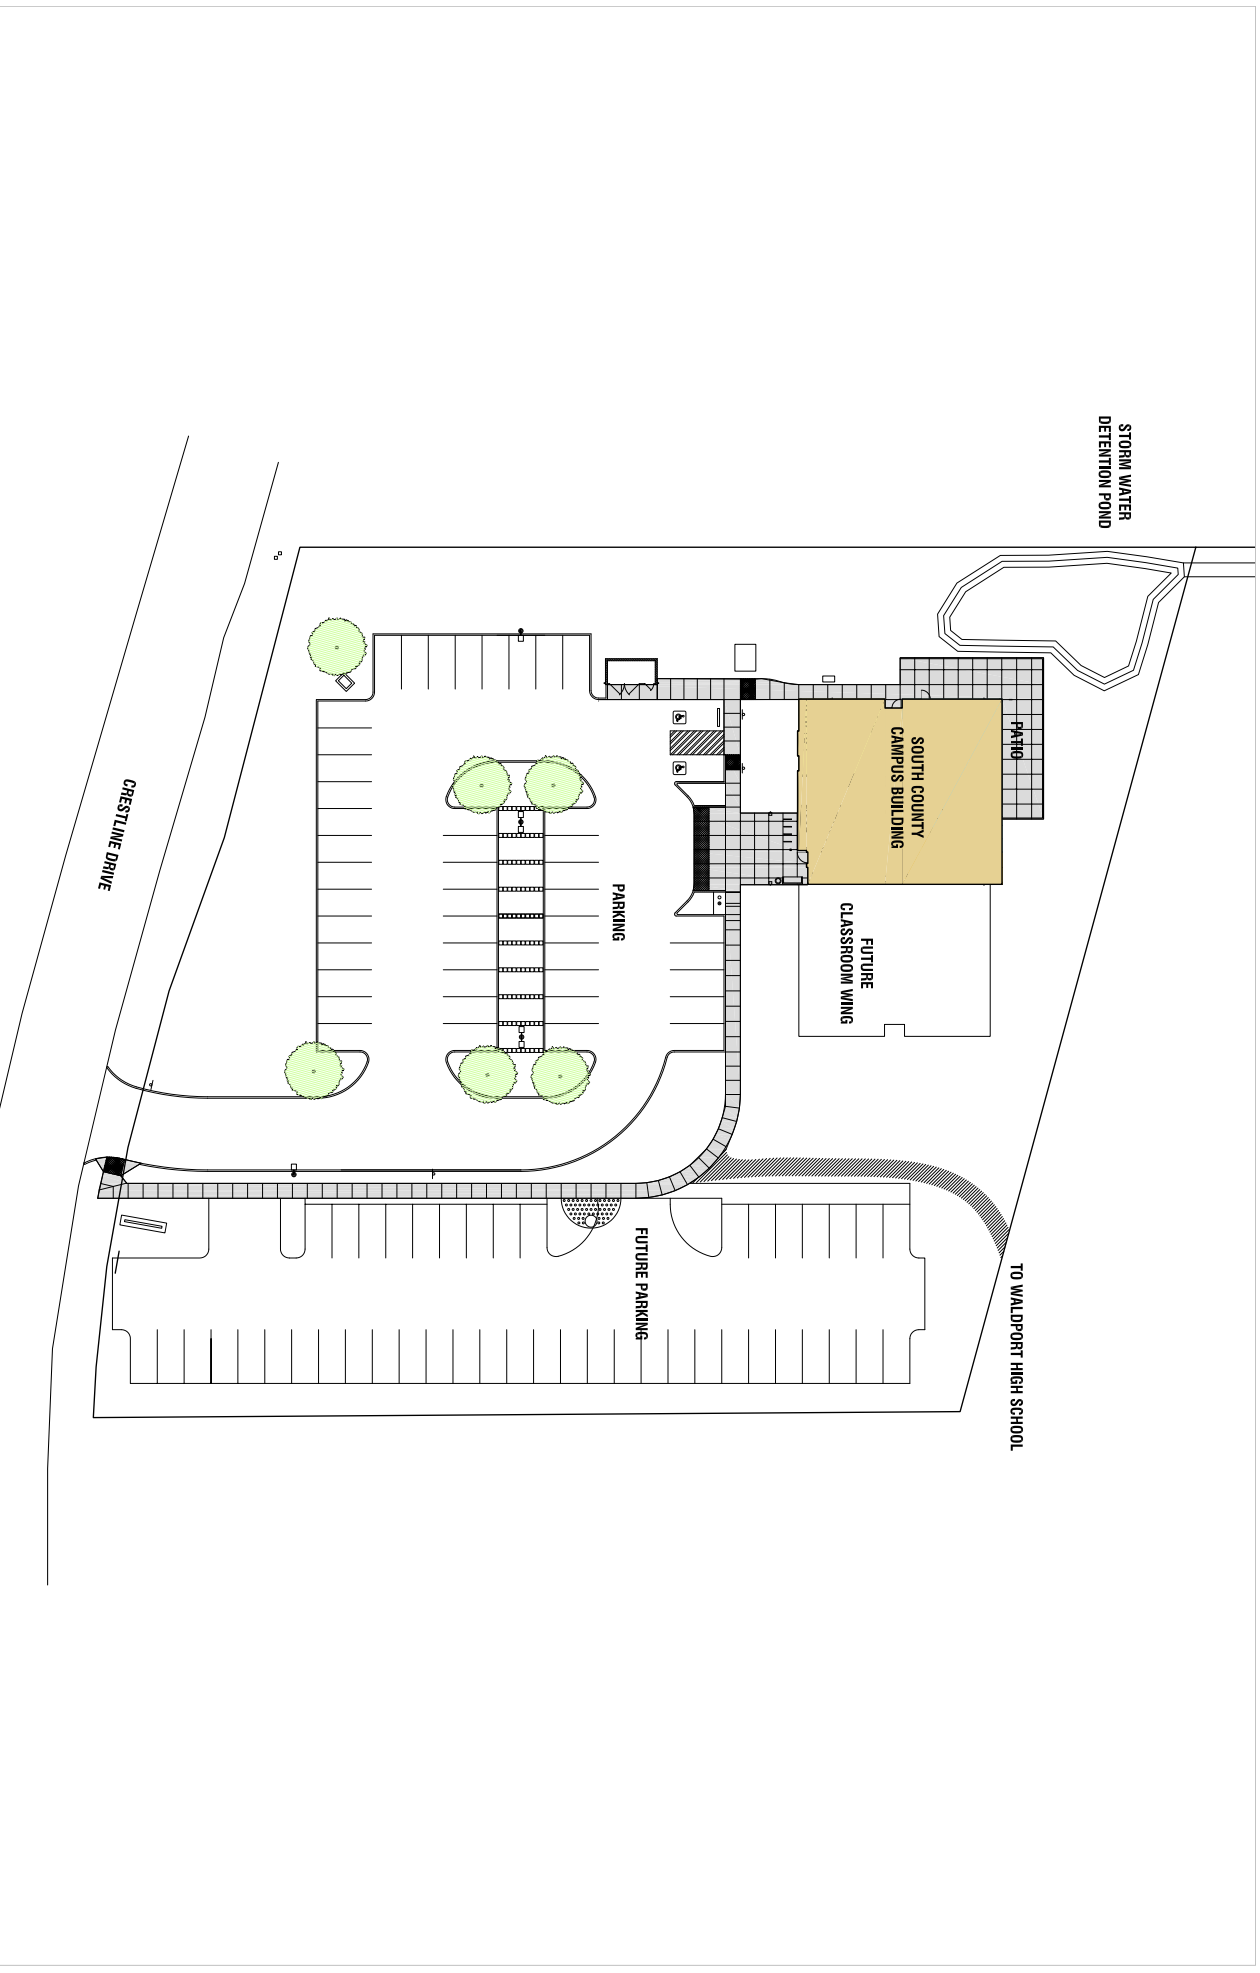 STORM WATER
DETENTION POND
PATIO
SOUTH COUNTY
CAMPUS BUILDING
CRESTLINE DRIVE
PARKING
FUTURE
CLASSROOM WING
FUTURE PARKING
TO WALDPORT HIGH SCHOOL